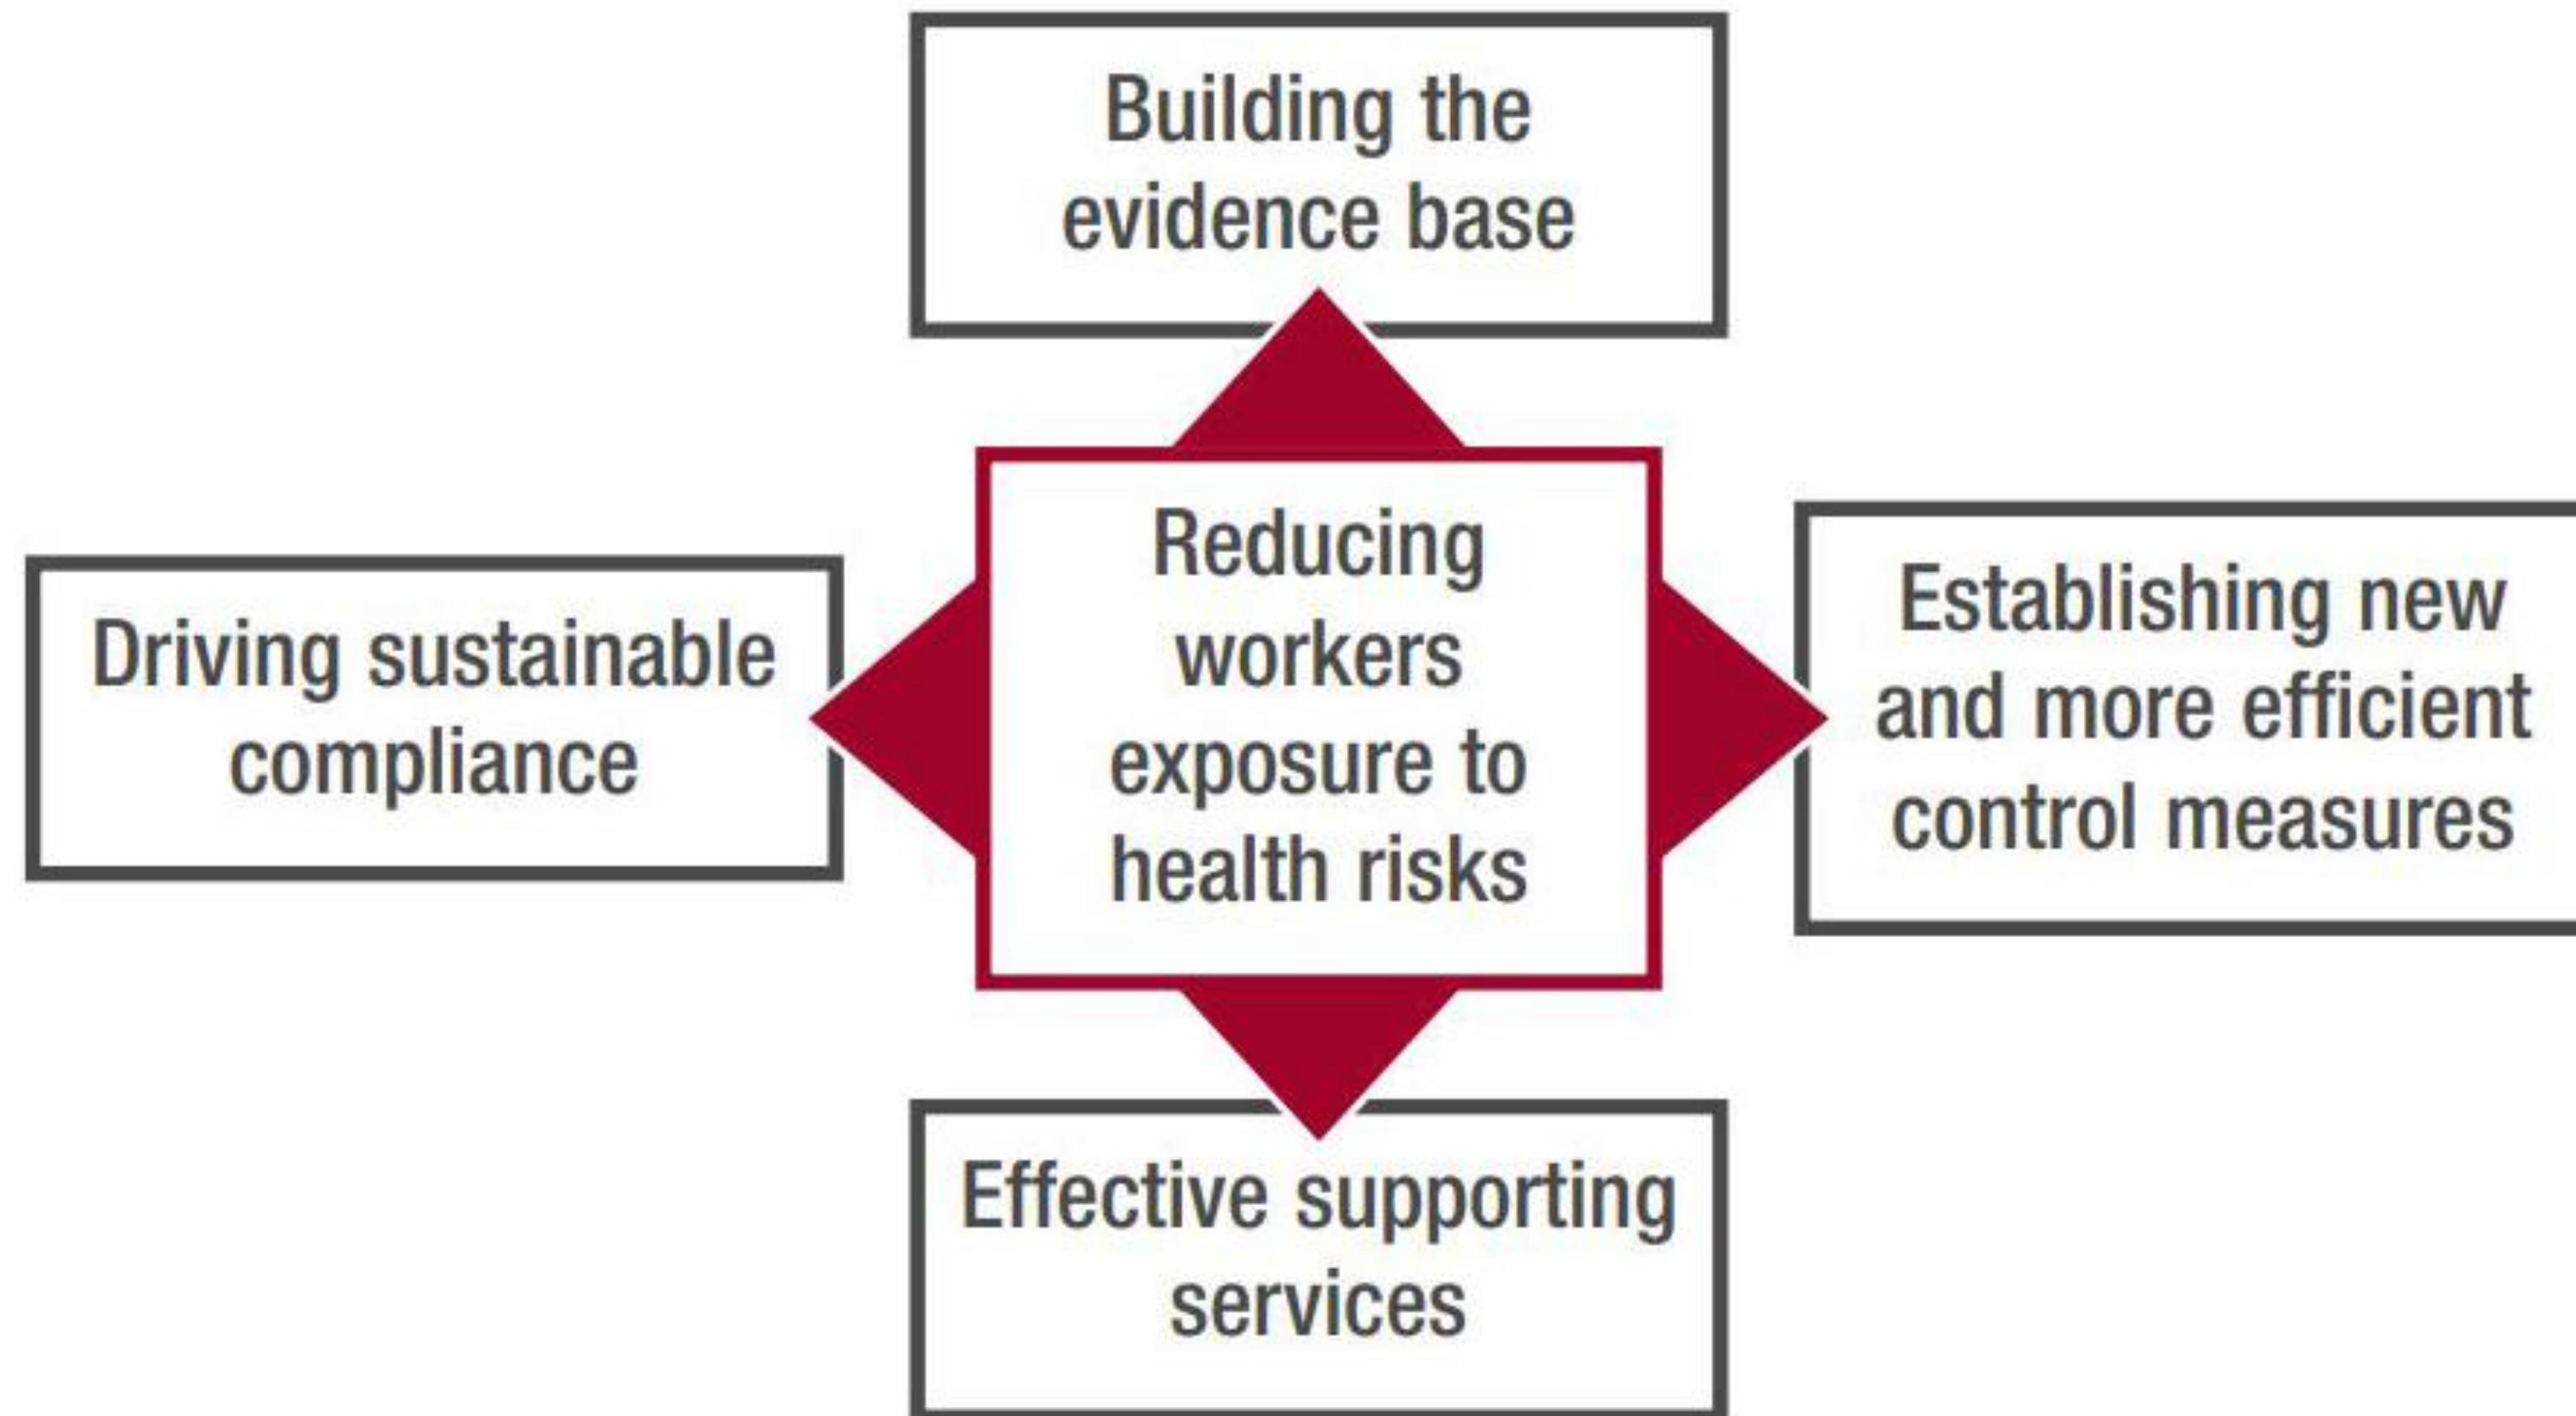 Building the
evidence base
Driving sustainable
compliance
Reducing
workers
exposure to
health risks
Establishing new
and more efficient
control measures
Effective supporting
services